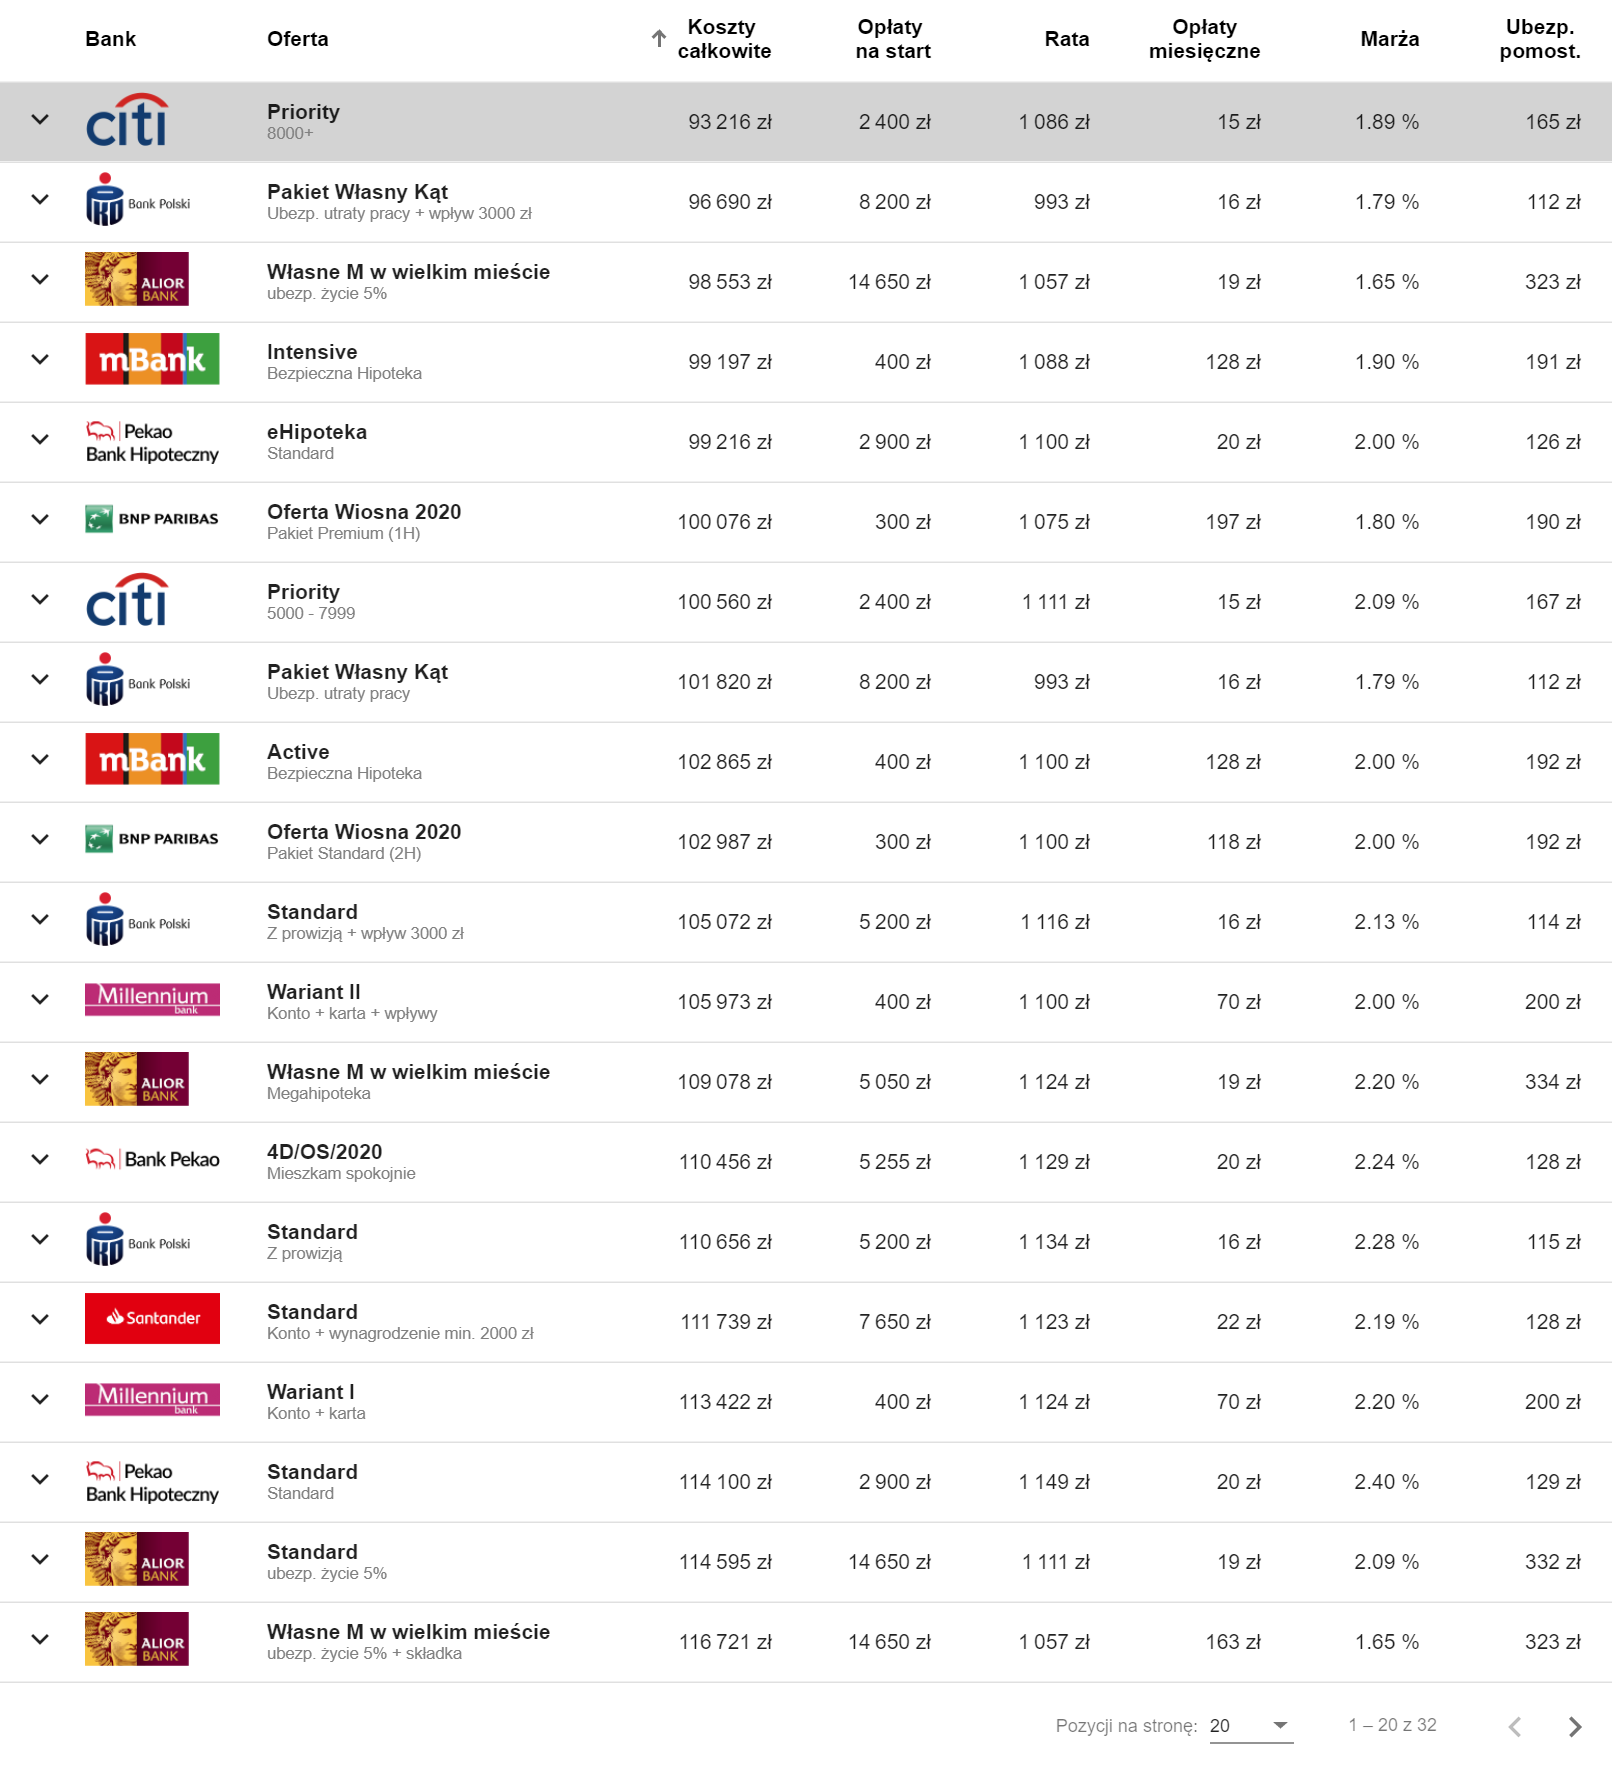 Bank Oferta Koszty całkowite Opłaty na start Rata Opłaty miesięczne Marża Ubezp. pomost.
citi Priority 93 216 zł 2 400 zł 1 086 zł 15 zł 1.89 % 165 zł
8000+
Bank Polski Pakiet Własny Kąt 96 690 zł 8 200 zł 993 zł 16 zł 1.79 % 112 zł
Ubezp. utraty pracy + wpływ 3000 zł
ALIOR BANK Własne M w wielkim mieście 98 553 zł 14 650 zł 1 057 zł 19 zł 1.65 % 323 zł
ubezp. życie 5%
mBank Intensive 99 197 zł 400 zł 1 088 zł 128 zł 1.90 % 191 zł
Bezpieczna Hipoteka
Pekao Bank Hipoteczny eHipoteka 99 216 zł 2 900 zł 1 100 zł 20 zł 2.00 % 126 zł
Standard
BNP PARIBAS Oferta Wiosna 2020 100 076 zł 300 zł 1 075 zł 197 zł 1.80 % 190 zł
Pakiet Premium (1H)
citi Priority 100 560 zł 2 400 zł 1 111 zł 15 zł 2.09 % 167 zł
5000 - 7999
Bank Polski Pakiet Własny Kąt 101 820 zł 8 200 zł 993 zł 16 zł 1.79 % 112 zł
Ubezp. utraty pracy
mBank Active 102 865 zł 400 zł 1 100 zł 128 zł 2.00 % 192 zł
Bezpieczna Hipoteka
BNP PARIBAS Oferta Wiosna 2020 102 987 zł 300 zł 1 100 zł 118 zł 2.00 % 192 zł
Pakiet Standard (2H)
Bank Polski Standard 105 072 zł 5 200 zł 1 116 zł 16 zł 2.13 % 114 zł
Z prowizją + wpływ 3000 zł
Millennium bank Wariant II 105 973 zł 400 zł 1 100 zł 70 zł 2.00 % 200 zł
Konto + karta + wpływy
ALIOR BANK Własne M w wielkim mieście 109 078 zł 5 050 zł 1 124 zł 19 zł 2.20 % 334 zł
Megahipoteka
Bank Pekao 4D/OS/2020 110 456 zł 5 255 zł 1 129 zł 20 zł 2.24 % 128 zł
Mieszkam spokojnie
Bank Polski Standard 110 656 zł 5 200 zł 1 134 zł 16 zł 2.28 % 115 zł
Z prowizją
Santander Standard 111 739 zł 7 650 zł 1 123 zł 22 zł 2.19 % 128 zł
Konto + wynagrodzenie min. 2000 zł
Millennium bank Wariant I 113 422 zł 400 zł 1 124 zł 70 zł 2.20 % 200 zł
Konto + karta
Pekao Bank Hipoteczny Standard 114 100 zł 2 900 zł 1 149 zł 20 zł 2.40 % 129 zł
Standard
ALIOR BANK Standard 114 595 zł 14 650 zł 1 111 zł 19 zł 2.09 % 332 zł
ubezp. życie 5%
ALIOR BANK Własne M w wielkim mieście 116 721 zł 14 650 zł 1 057 zł 163 zł 1.65 % 323 zł
ubezp. życie 5% + składka
Pozycji na stronę: 20 1 – 20 z 32